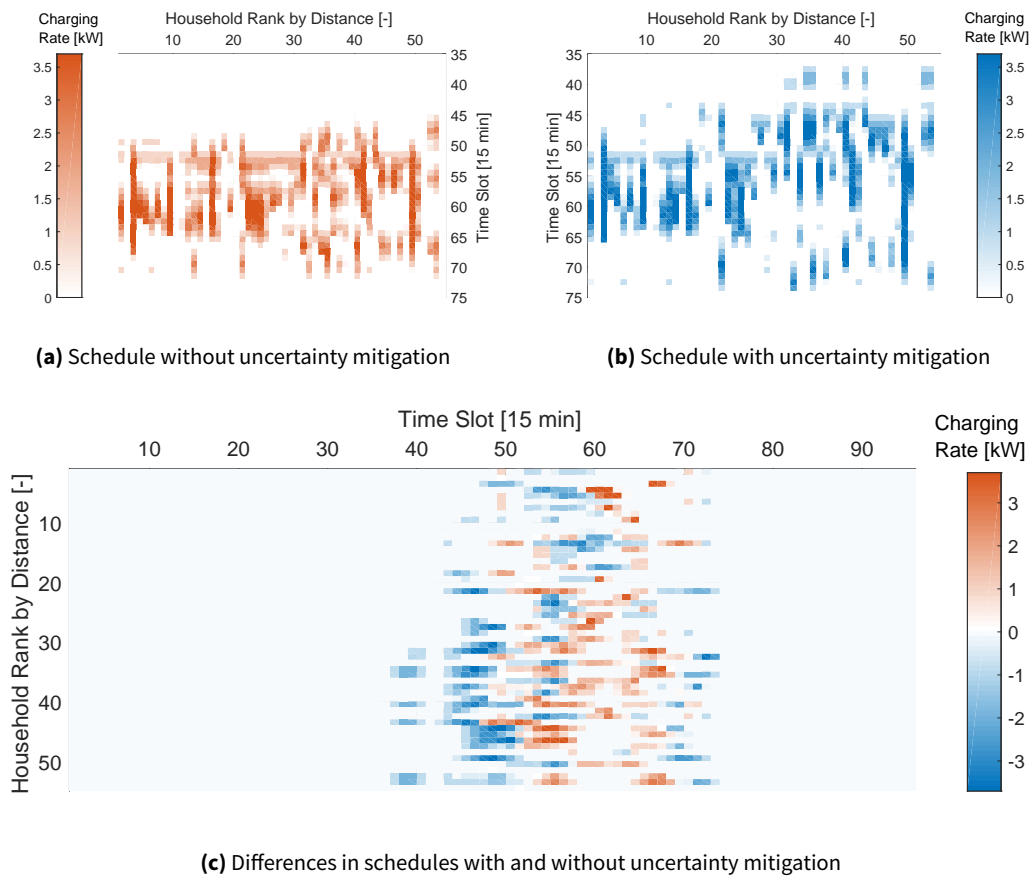 Charging
Rate [kW]
Household Rank by Distance [-]
10 20 30 40 50
3.5
3
2.5
2
1.5
1
0.5
0
35
40
45
50
55
60
65
70
75
Time Slot [15 min]
(a) Schedule without uncertainty mitigation
Household Rank by Distance [-]
10 20 30 40 50
Time Slot [15 min]
35
40
45
50
55
60
65
70
75
Charging
Rate [kW]
3.5
3
2.5
2
1.5
1
0.5
0
(b) Schedule with uncertainty mitigation
Time Slot [15 min]
10 20 30 40 50 60 70 80 90
Household Rank by Distance [-]
10
20
30
40
50
Charging
Rate [kW]
3
2
1
0
-1
-2
-3
(c) Differences in schedules with and without uncertainty mitigation